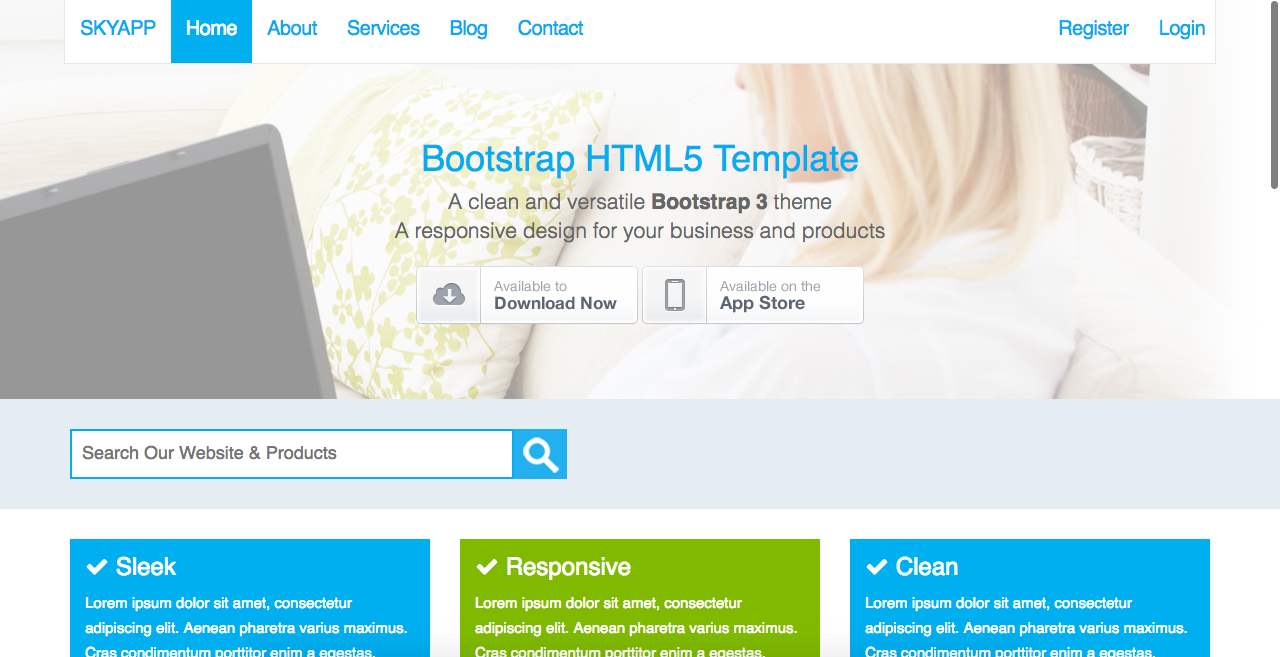 SKYAPP Home About Services Blog Contact Register Login
Bootstrap HTML5 Template
A clean and versatile Bootstrap 3 theme
A responsive design for your business and products
Available to
Download Now
Available on the
App Store
Search Our Website & Products
Sleek
Lorem ipsum dolor sit amet, consectetur
adipiscing elit. Aenean pharetra varius maximus.
Cras condimentum porttitor enim a egestas.
Responsive
Lorem ipsum dolor sit amet, consectetur
adipiscing elit. Aenean pharetra varius maximus.
Cras condimentum porttitor enim a egestas.
Clean
Lorem ipsum dolor sit amet, consectetur
adipiscing elit. Aenean pharetra varius maximus.
Cras condimentum porttitor enim a egestas.